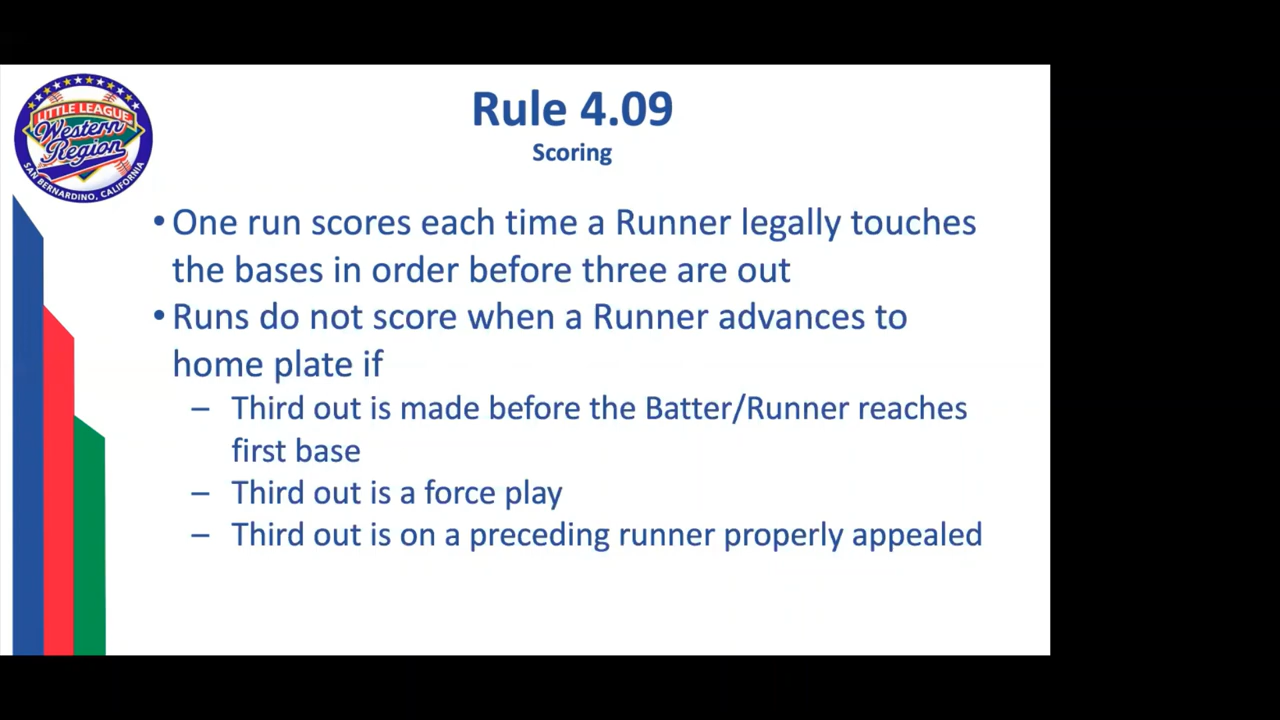 LITTLE LEAGUE
Western
Region
SAN BERNARDINO, CALIFORNIA
Rule 4.09
Scoring
• One run scores each time a Runner legally touches
the bases in order before three are out
• Runs do not score when a Runner advances to
home plate if
– Third out is made before the Batter/Runner reaches
first base
– Third out is a force play
– Third out is on a preceding runner properly appealed